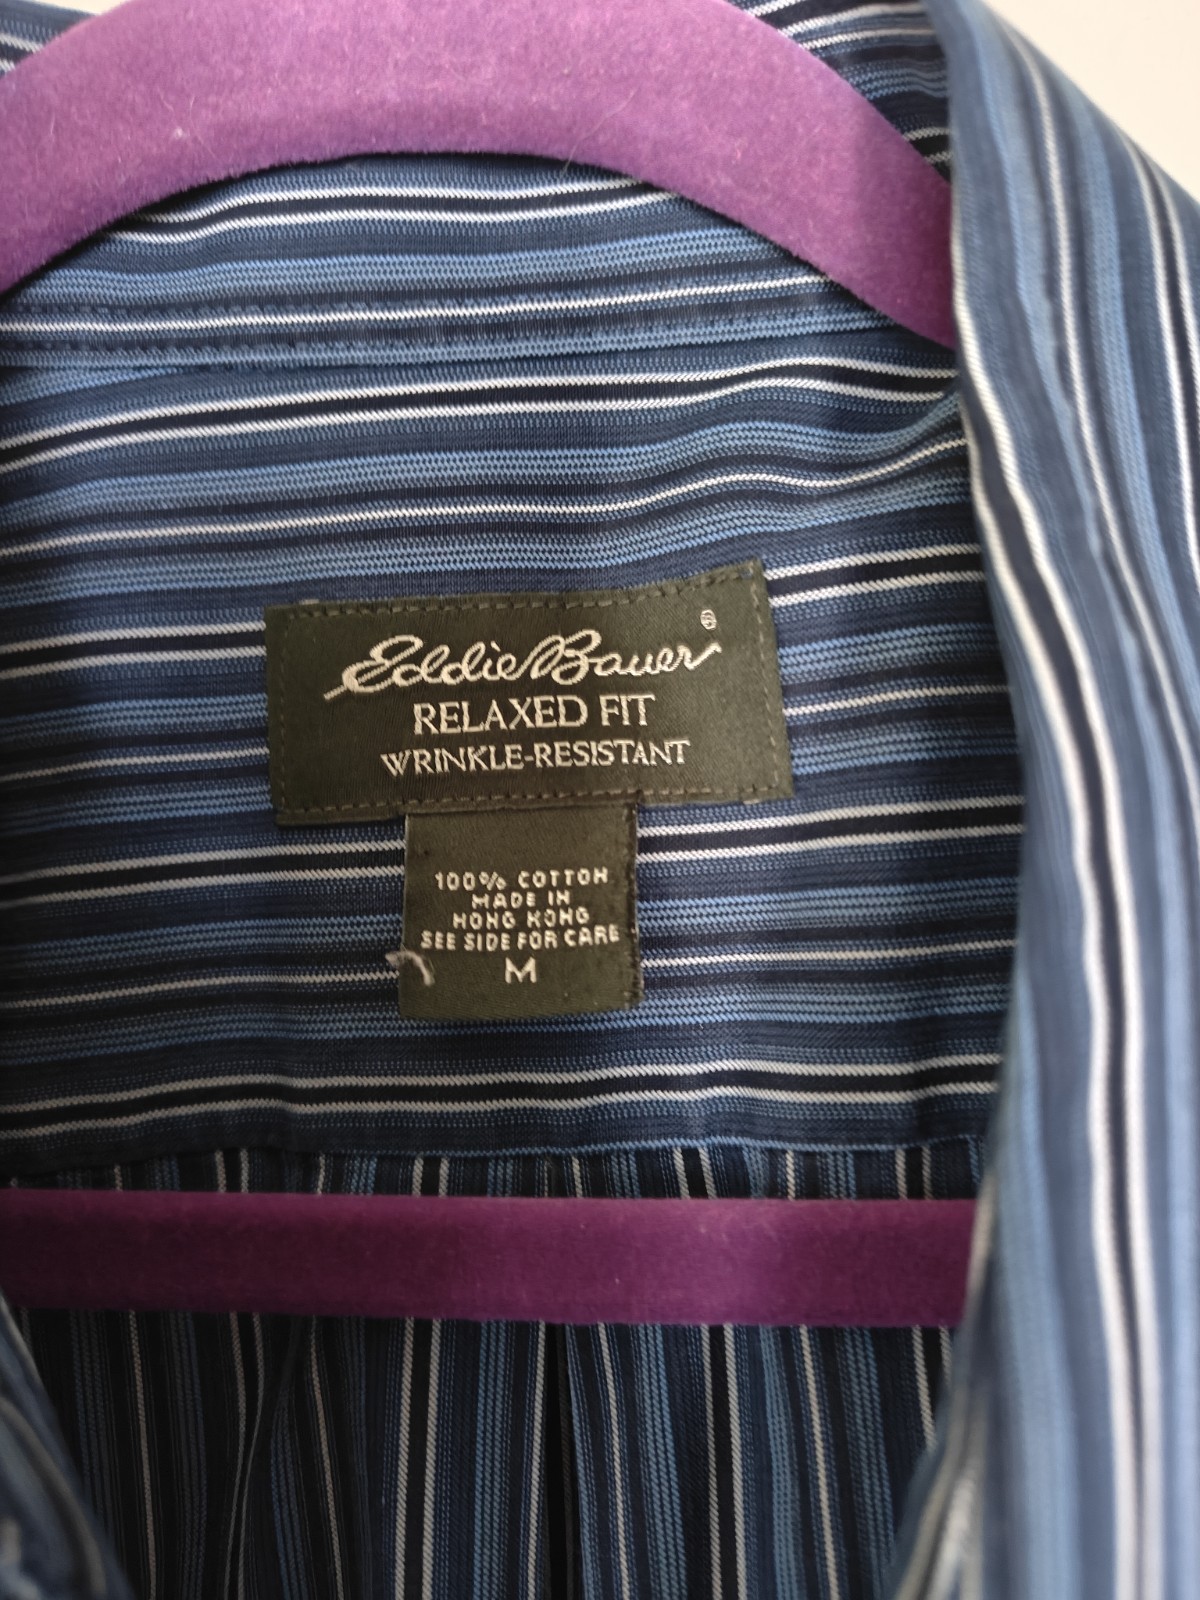 Eddie Bauer®
RELAXED FIT
WRINKLE-RESISTANT
100% COTTON
MADE IN
HONG KONG
SEE SIDE FOR CARE
M